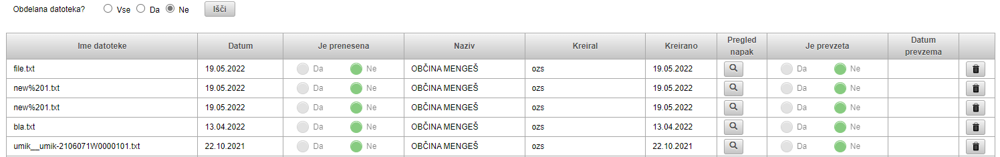 Obdelana datoteka? Vse Da Ne Išči
Ime datoteke Datum Je prenesena Naziv Kreiral Kreirano Pregled napak Je prevzeta Datum prevzema
file.txt 19.05.2022 Da Ne OBČINA MENGEŠ ozs 19.05.2022 Da Ne
new%201.txt 19.05.2022 Da Ne OBČINA MENGEŠ ozs 19.05.2022 Da Ne
new%201.txt 19.05.2022 Da Ne OBČINA MENGEŠ ozs 19.05.2022 Da Ne
bla.txt 13.04.2022 Da Ne OBČINA MENGEŠ ozs 13.04.2022 Da Ne
umik__umik-2106071W0000101.txt 22.10.2021 Da Ne OBČINA MENGEŠ ozs 22.10.2021 Da Ne